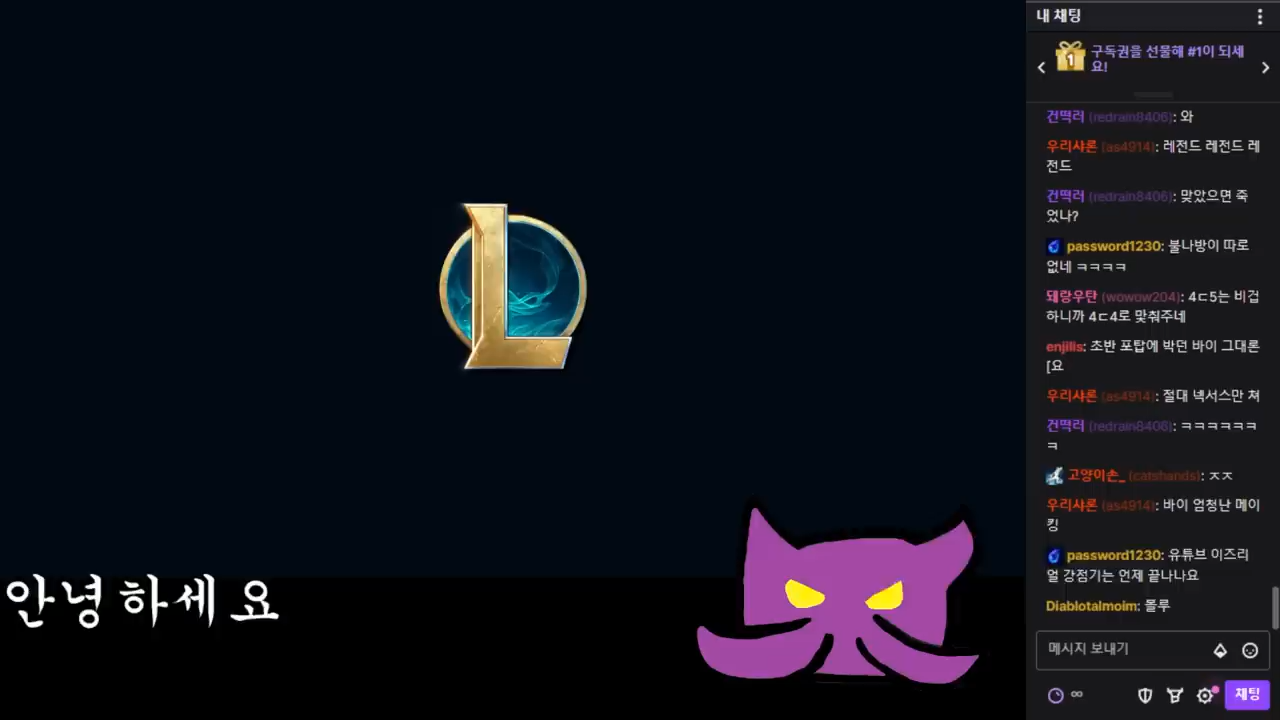 내 채팅
1
구독권을 선물해 #1이 되세
요!
건떡러 (redrain8406): 와
우리샤론 (as4914): 레전드 레전드 레
전드
건떡러 (redrain8406): 맞았으면 죽
었나?
password1230: 불나방이 따로
없네 ㅋㅋㅋㅋ
돼랑우탄 (wowow204): 4ㄷ5는 비겁
하니까 4ㄷ4로 맞춰주네
enjills: 초반 포탑에 박던 바이 그대론
[요
우리샤론 (as4914): 절대 넥서스만 쳐
건떡러 (redrain8406): ㅋㅋㅋㅋㅋㅋ
ㅋ
고양이손_ (catshands): ㅈㅈ
우리샤론 (as4914): 바이 엄청난 메이
킹
password1230: 유튜브 이즈리
얼 강점기는 언제 끝나나요
Diablotalmoim: 폴루
안녕하세요
메시지 보내기
∞
채팅